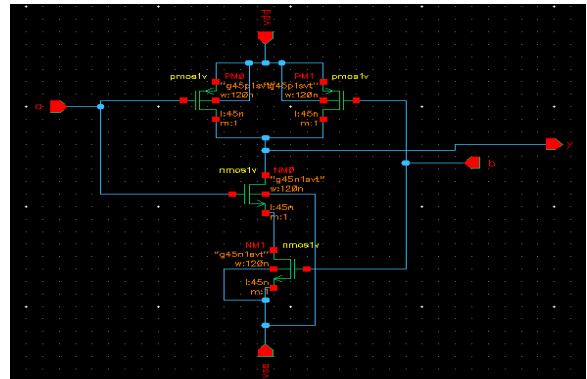 vdd
pmos1v PM0 PM1 pmos1v
"g45p1svt" "g45p1svt"
w:120n w:120n
a
l:45n l:45n
m:1 m:1
y
nmos1v NM0
"g45n1svt"
w:120n
b
l:45n
m:1
NM1 nmos1v
"g45n1svt"
w:120n
l:45n
m:1
vss